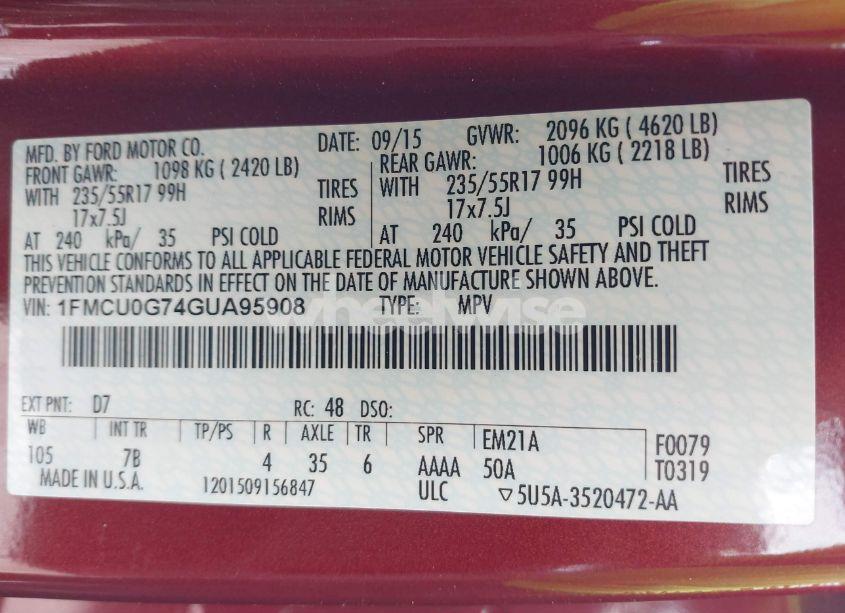 MFD. BY FORD MOTOR CO. DATE: 09/15 GVWR: 2096 KG ( 4620 LB)
FRONT GAWR: 1098 KG ( 2420 LB) REAR GAWR: 1006 KG ( 2218 LB)
WITH 235/55R17 99H TIRES WITH 235/55R17 99H TIRES
17x7.5J RIMS 17x7.5J RIMS
AT 240 kPa/ 35 PSI COLD AT 240 kPa/ 35 PSI COLD
THIS VEHICLE CONFORMS TO ALL APPLICABLE FEDERAL MOTOR VEHICLE SAFETY AND THEFT
PREVENTION STANDARDS IN EFFECT ON THE DATE OF MANUFACTURE SHOWN ABOVE.
VIN: 1FMCU0G74GUA95908 TYPE: MPV
wheelwise
EXT PNT: D7 RC: 48 DSO:
WB INT TR TP/PS R AXLE TR SPR EM21A F0079
105 7B 4 35 6 AAAA 50A T0319
MADE IN U.S.A. 1201509156847 ULC ▽5U5A-3520472-AA